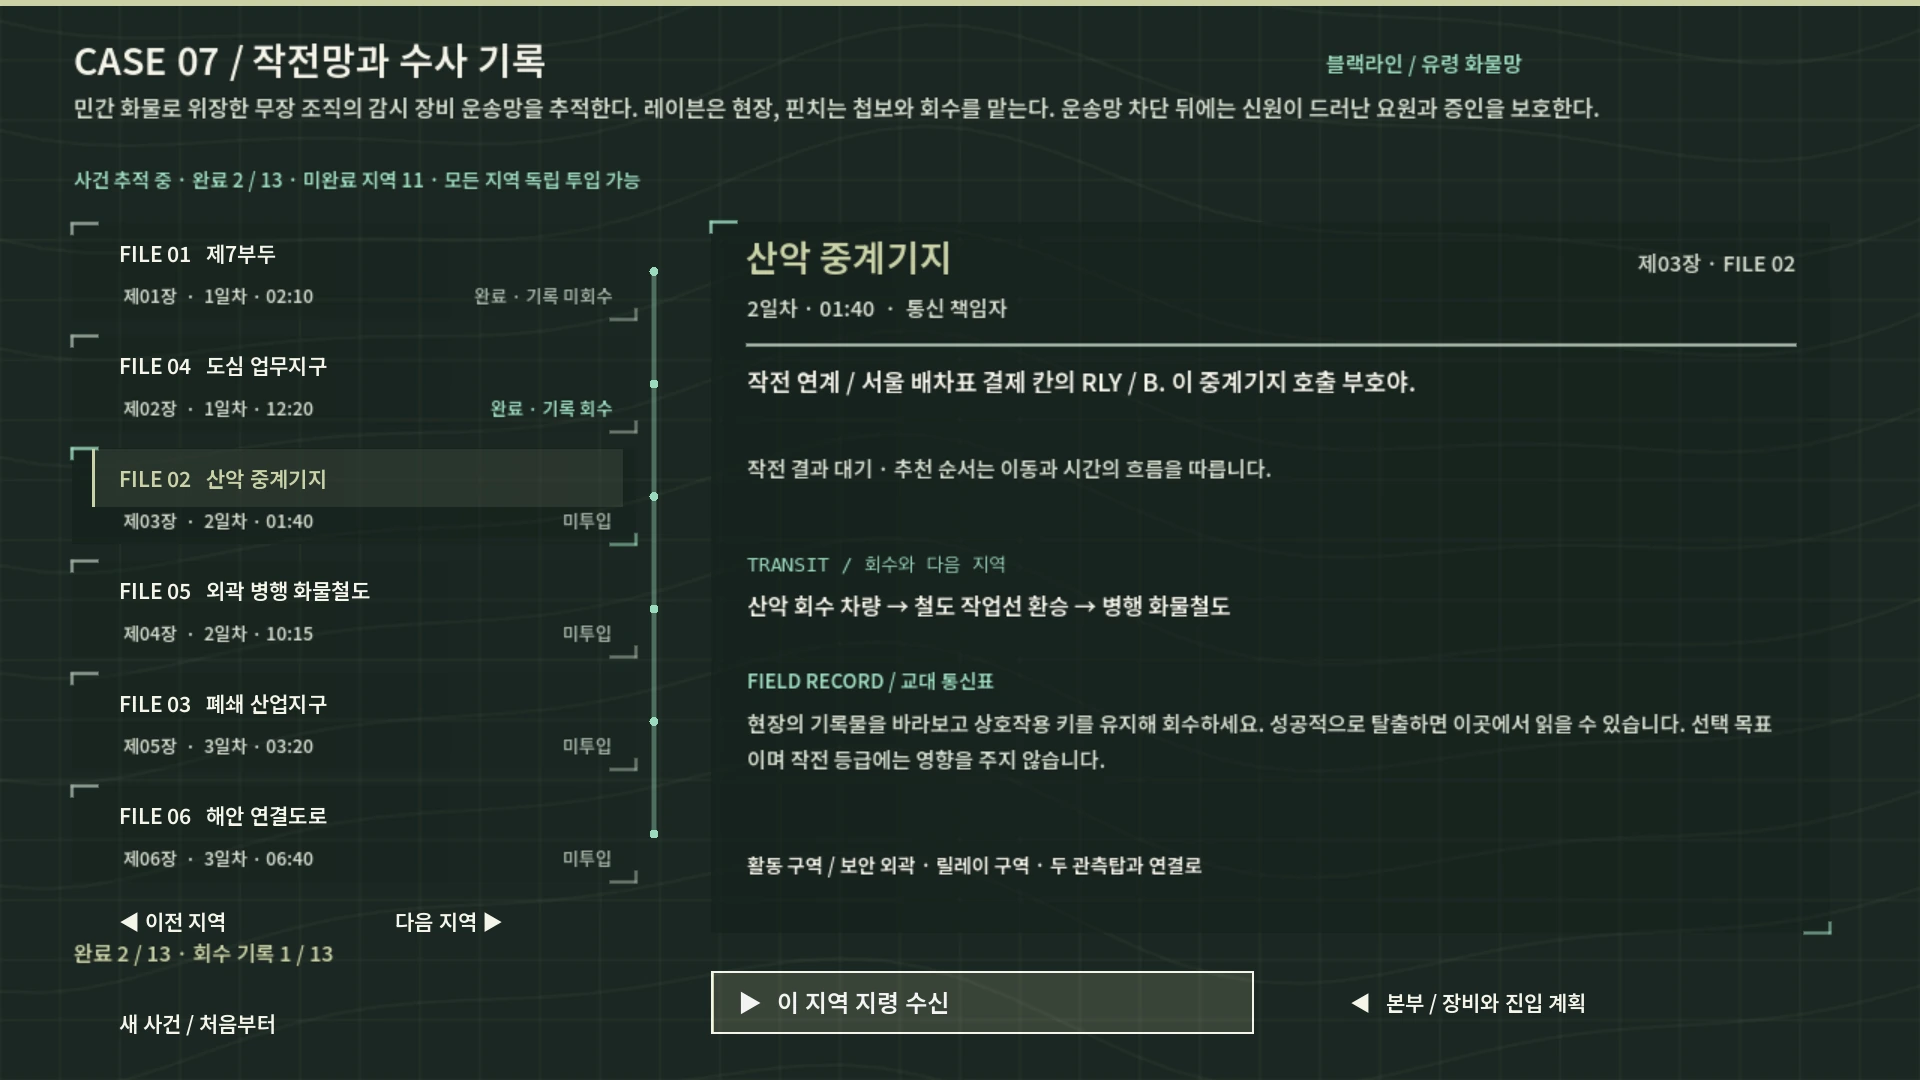 CASE 07 / 작전망과 수사 기록
블랙라인 / 유령 화물망
민간 화물로 위장한 무장 조직의 감시 장비 운송망을 추적한다. 레이븐은 현장, 핀치는 첩보와 회수를 맡는다. 운송망 차단 뒤에는 신원이 드러난 요원과 증인을 보호한다.
사건 추적 중 · 완료 2 / 13 · 미완료 지역 11 · 모든 지역 독립 투입 가능
FILE 01 제7부두
제01장 · 1일차 · 02:10
완료 · 기록 미회수
FILE 04 도심 업무지구
제02장 · 1일차 · 12:20
완료 · 기록 회수
FILE 02 산악 중계기지
제03장 · 2일차 · 01:40
미투입
FILE 05 외곽 병행 화물철도
제04장 · 2일차 · 10:15
미투입
FILE 03 폐쇄 산업지구
제05장 · 3일차 · 03:20
미투입
FILE 06 해안 연결도로
제06장 · 3일차 · 06:40
미투입
◀ 이전 지역
다음 지역 ▶
완료 2 / 13 · 회수 기록 1 / 13
새 사건 / 처음부터
산악 중계기지
제03장 · FILE 02
2일차 · 01:40 · 통신 책임자
작전 연계 / 서울 배차표 결제 칸의 RLY / B. 이 중계기지 호출 부호야.
작전 결과 대기 · 추천 순서는 이동과 시간의 흐름을 따릅니다.
TRANSIT / 회수와 다음 지역
산악 회수 차량 → 철도 작업선 환승 → 병행 화물철도
FIELD RECORD / 교대 통신표
현장의 기록물을 바라보고 상호작용 키를 유지해 회수하세요. 성공적으로 탈출하면 이곳에서 읽을 수 있습니다. 선택 목표
이며 작전 등급에는 영향을 주지 않습니다.
활동 구역 / 보안 외곽 · 릴레이 구역 · 두 관측탑과 연결로
▶ 이 지역 지령 수신
◀ 본부 / 장비와 진입 계획